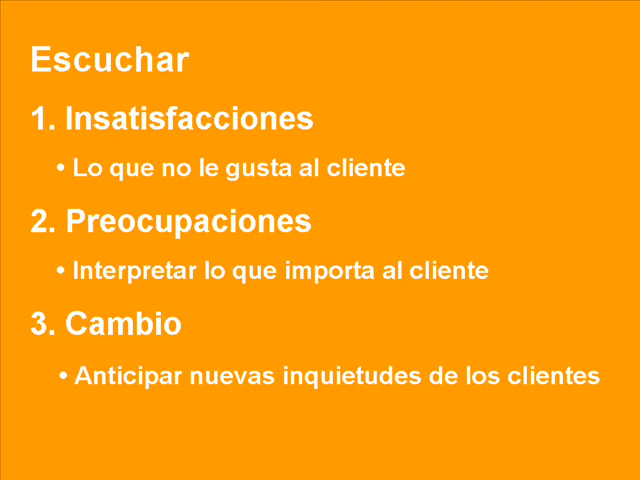 Escuchar
1. Insatisfacciones
• Lo que no le gusta al cliente
2. Preocupaciones
• Interpretar lo que importa al cliente
3. Cambio
• Anticipar nuevas inquietudes de los clientes